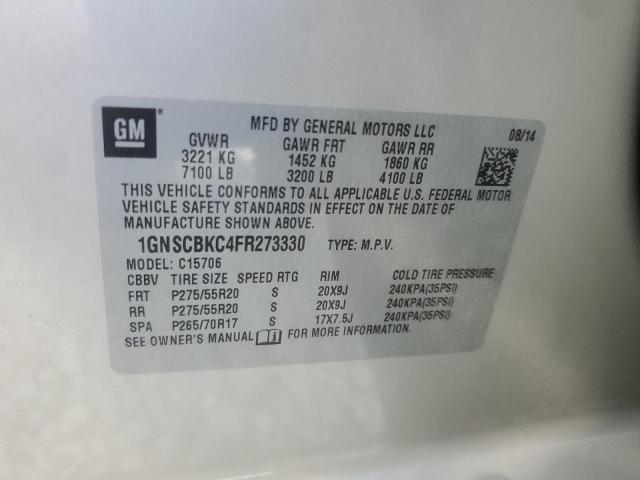 GM
MFD BY GENERAL MOTORS LLC 08/14
GVWR GAWR FRT GAWR RR
3221 KG 1452 KG 1860 KG
7100 LB 3200 LB 4100 LB
THIS VEHICLE CONFORMS TO ALL APPLICABLE U.S. FEDERAL MOTOR
VEHICLE SAFETY STANDARDS IN EFFECT ON THE DATE OF
MANUFACTURE SHOWN ABOVE.
1GNSCBKC4FR273330 TYPE: M.P.V.
MODEL: C15706
CBBV TIRE SIZE SPEED RTG RIM COLD TIRE PRESSURE
FRT P275/55R20 S 20X9J 240KPA(35PSI)
RR P275/55R20 S 20X9J 240KPA(35PSI)
SPA P265/70R17 S 17X7.5J 240KPA(35PSI)
SEE OWNER'S MANUAL FOR MORE INFORMATION.